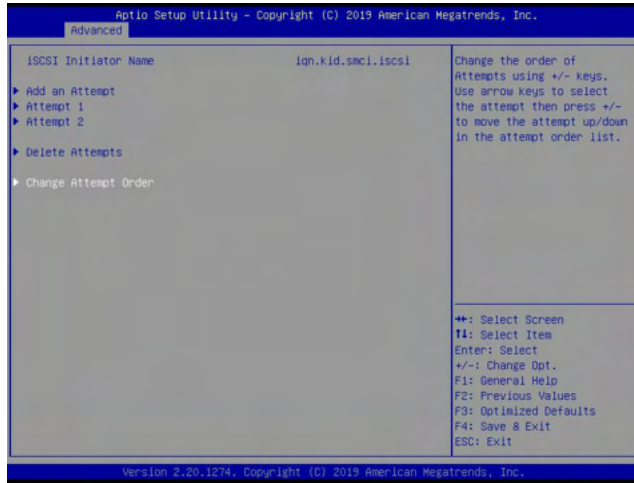 Aptio Setup Utility – Copyright (C) 2019 American Megatrends, Inc.
Advanced
iSCSI Initiator Name iqn.kid.smci.iscsi
Add an Attempt
Attempt 1
Attempt 2
Delete Attempts
Change Attempt Order
Change the order of
Attempts using +/- keys.
Use arrow keys to select
the attempt then press +/-
to move the attempt up/down
in the attempt order list.
→←: Select Screen
↑↓: Select Item
Enter: Select
+/-: Change Opt.
F1: General Help
F2: Previous Values
F3: Optimized Defaults
F4: Save & Exit
ESC: Exit
Version 2.20.1274. Copyright (C) 2019 American Megatrends, Inc.